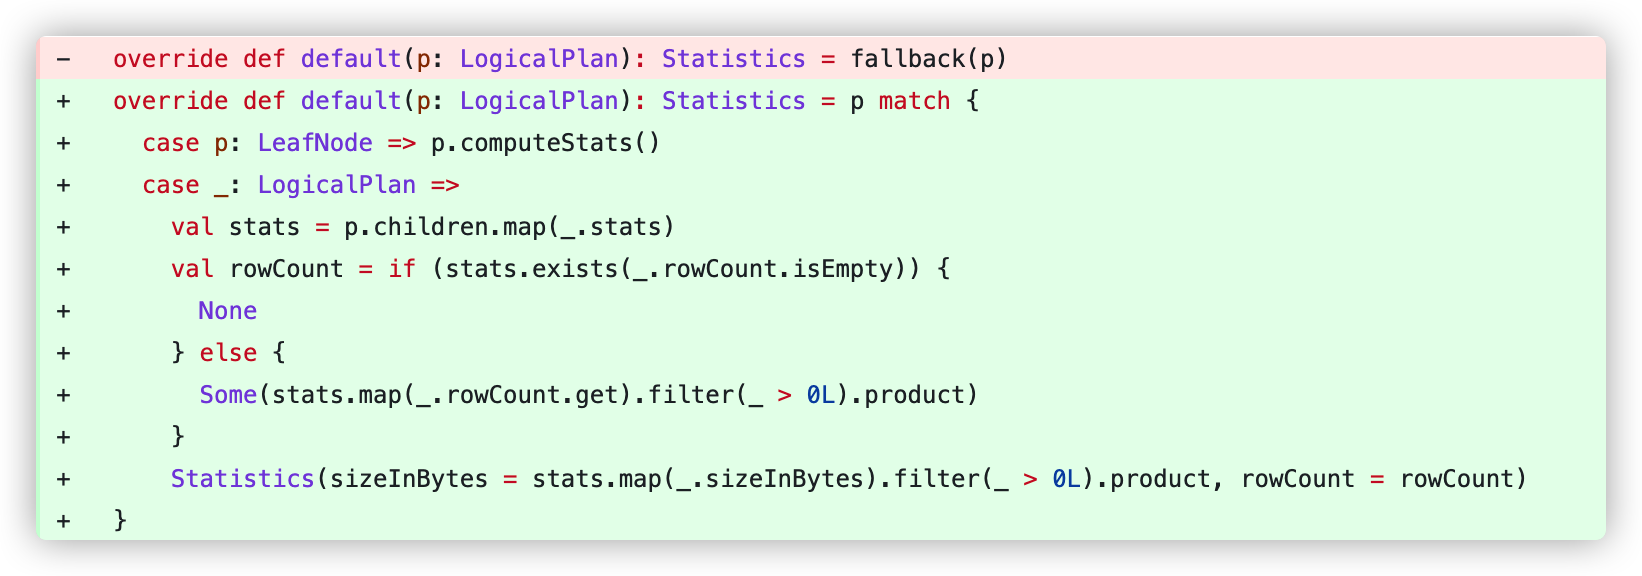 -   override def default(p: LogicalPlan): Statistics = fallback(p)
+   override def default(p: LogicalPlan): Statistics = p match {
+     case p: LeafNode => p.computeStats()
+     case _: LogicalPlan =>
+       val stats = p.children.map(_.stats)
+       val rowCount = if (stats.exists(_.rowCount.isEmpty)) {
+         None
+       } else {
+         Some(stats.map(_.rowCount.get).filter(_ > 0L).product)
+       }
+       Statistics(sizeInBytes = stats.map(_.sizeInBytes).filter(_ > 0L).product, rowCount = rowCount)
+   }